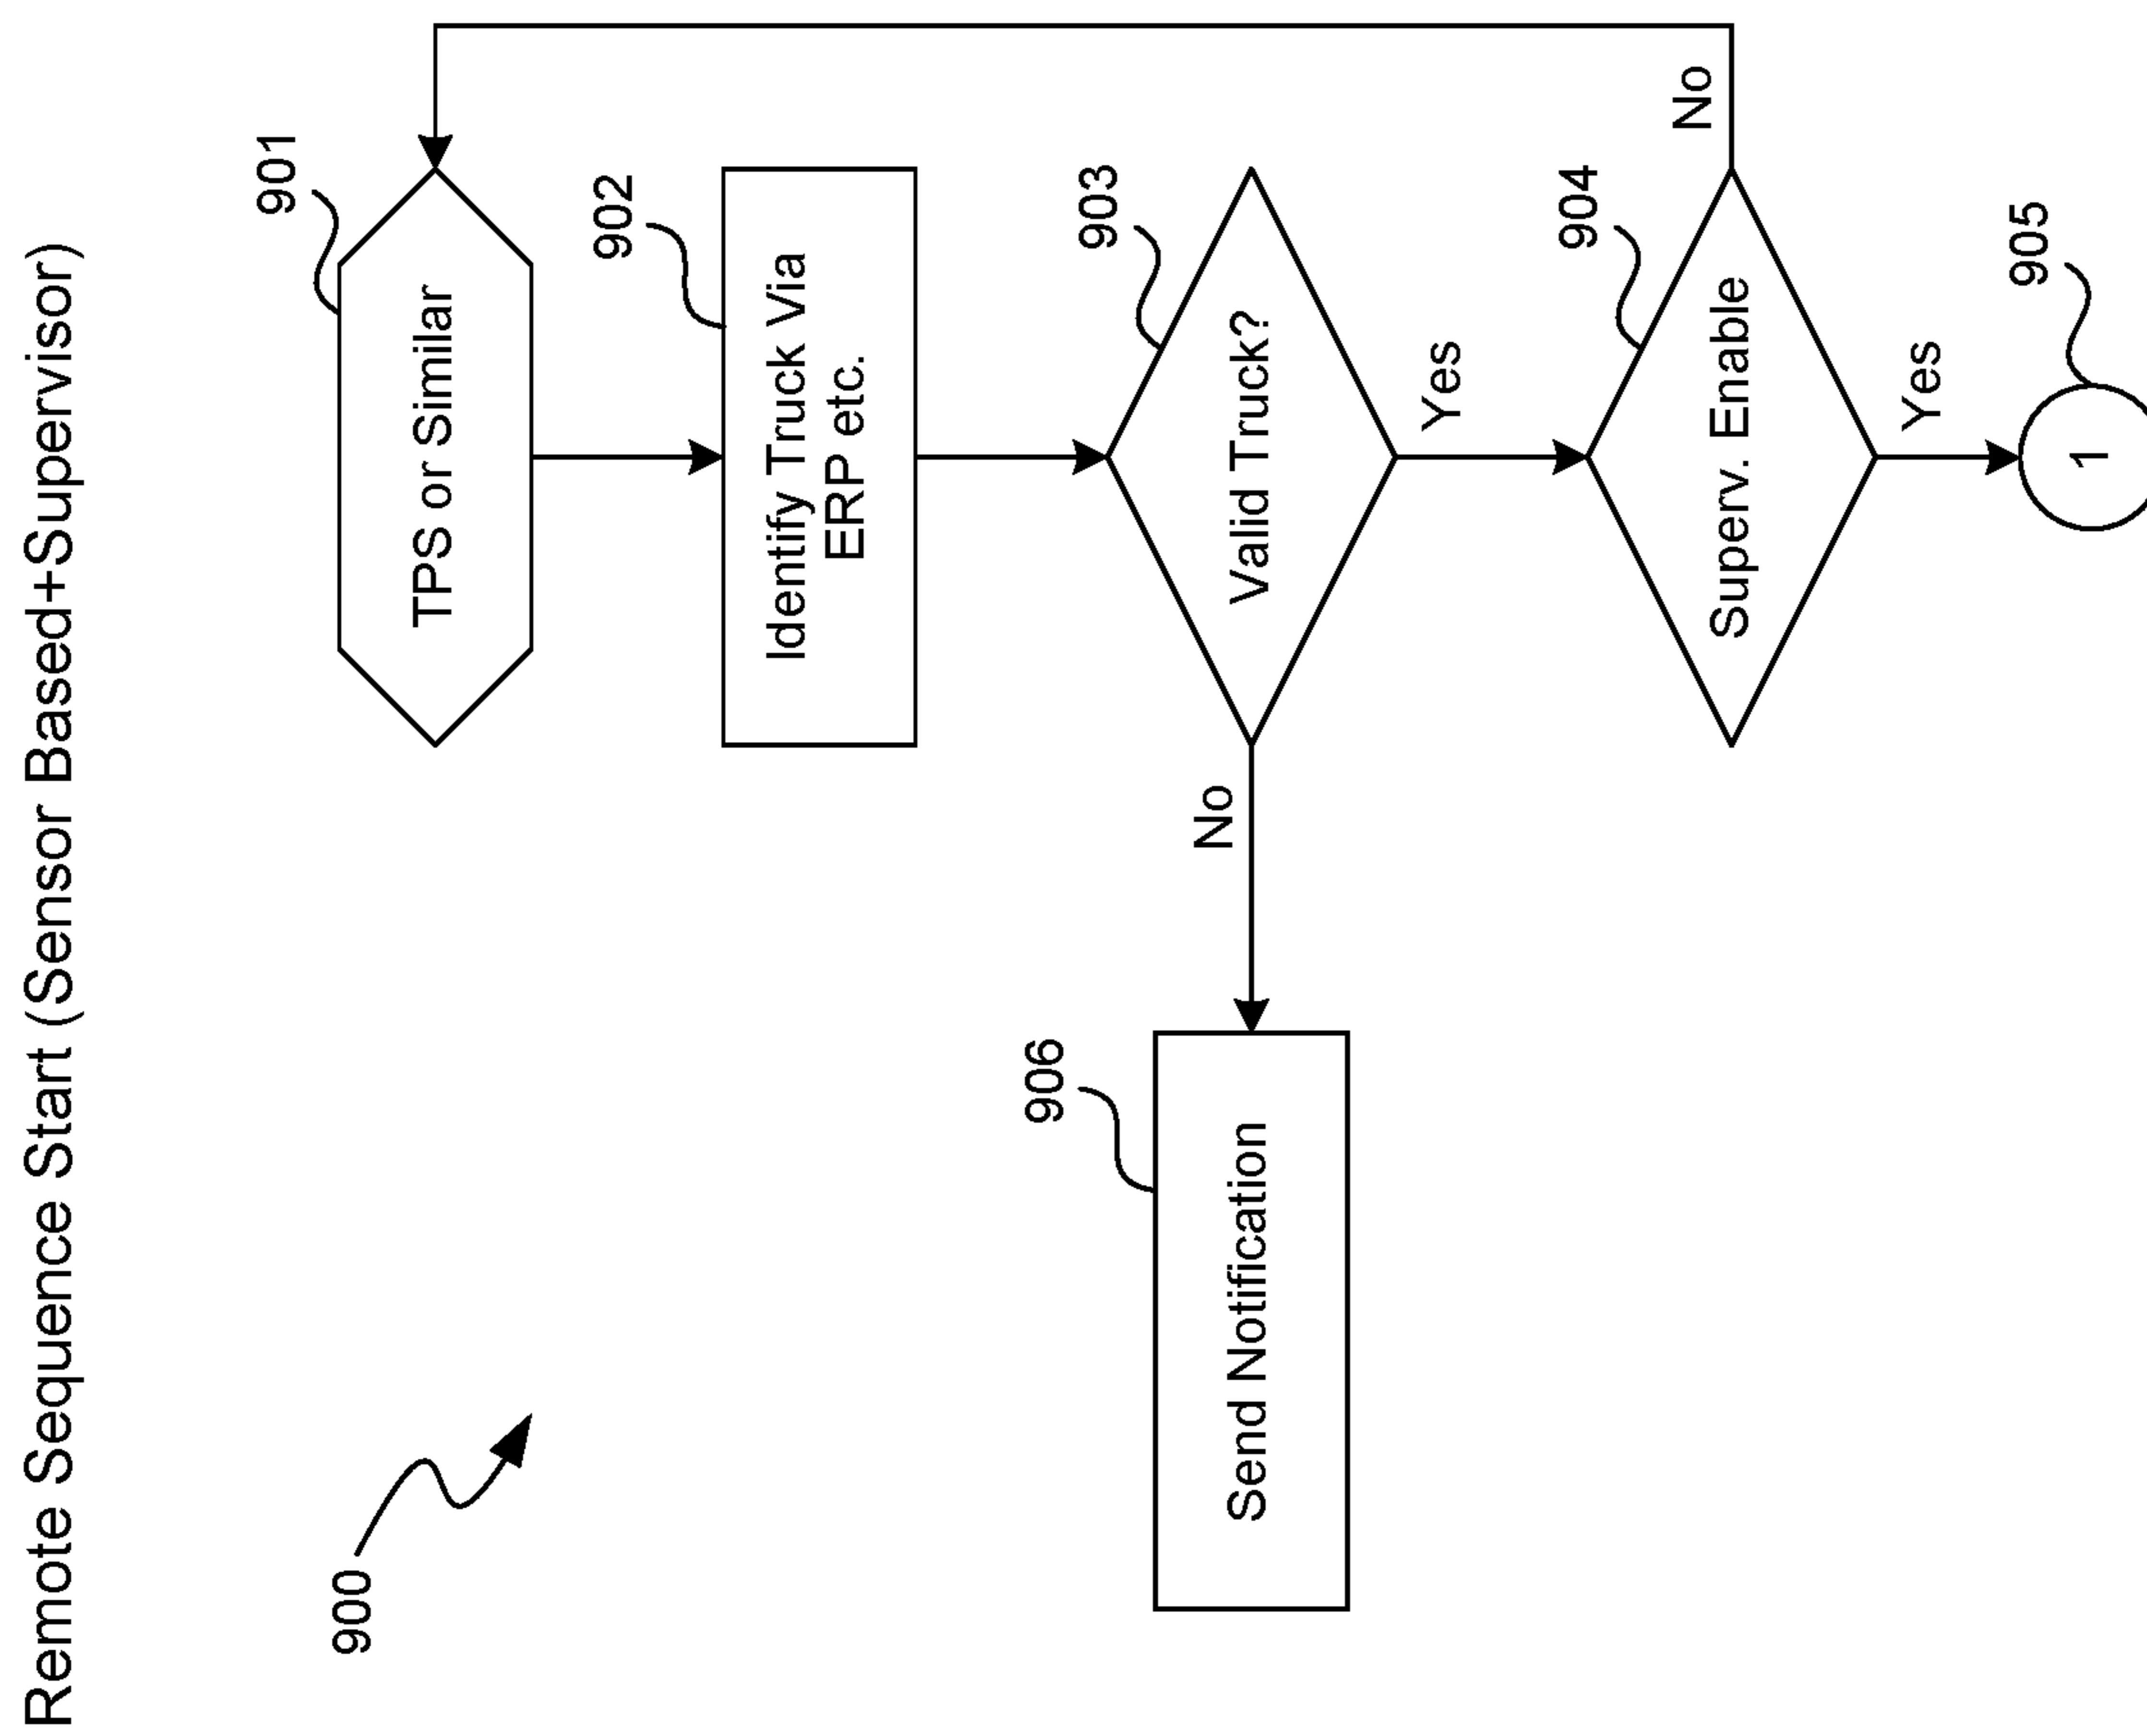 Remote Sequence Start (Sensor Based+Supervisor)
900
901
TPS or Similar
902
Identify Truck Via
ERP etc.
903
Valid Truck?
No
906
Send Notification
Yes
904
Superv. Enable
No
Yes
905
1